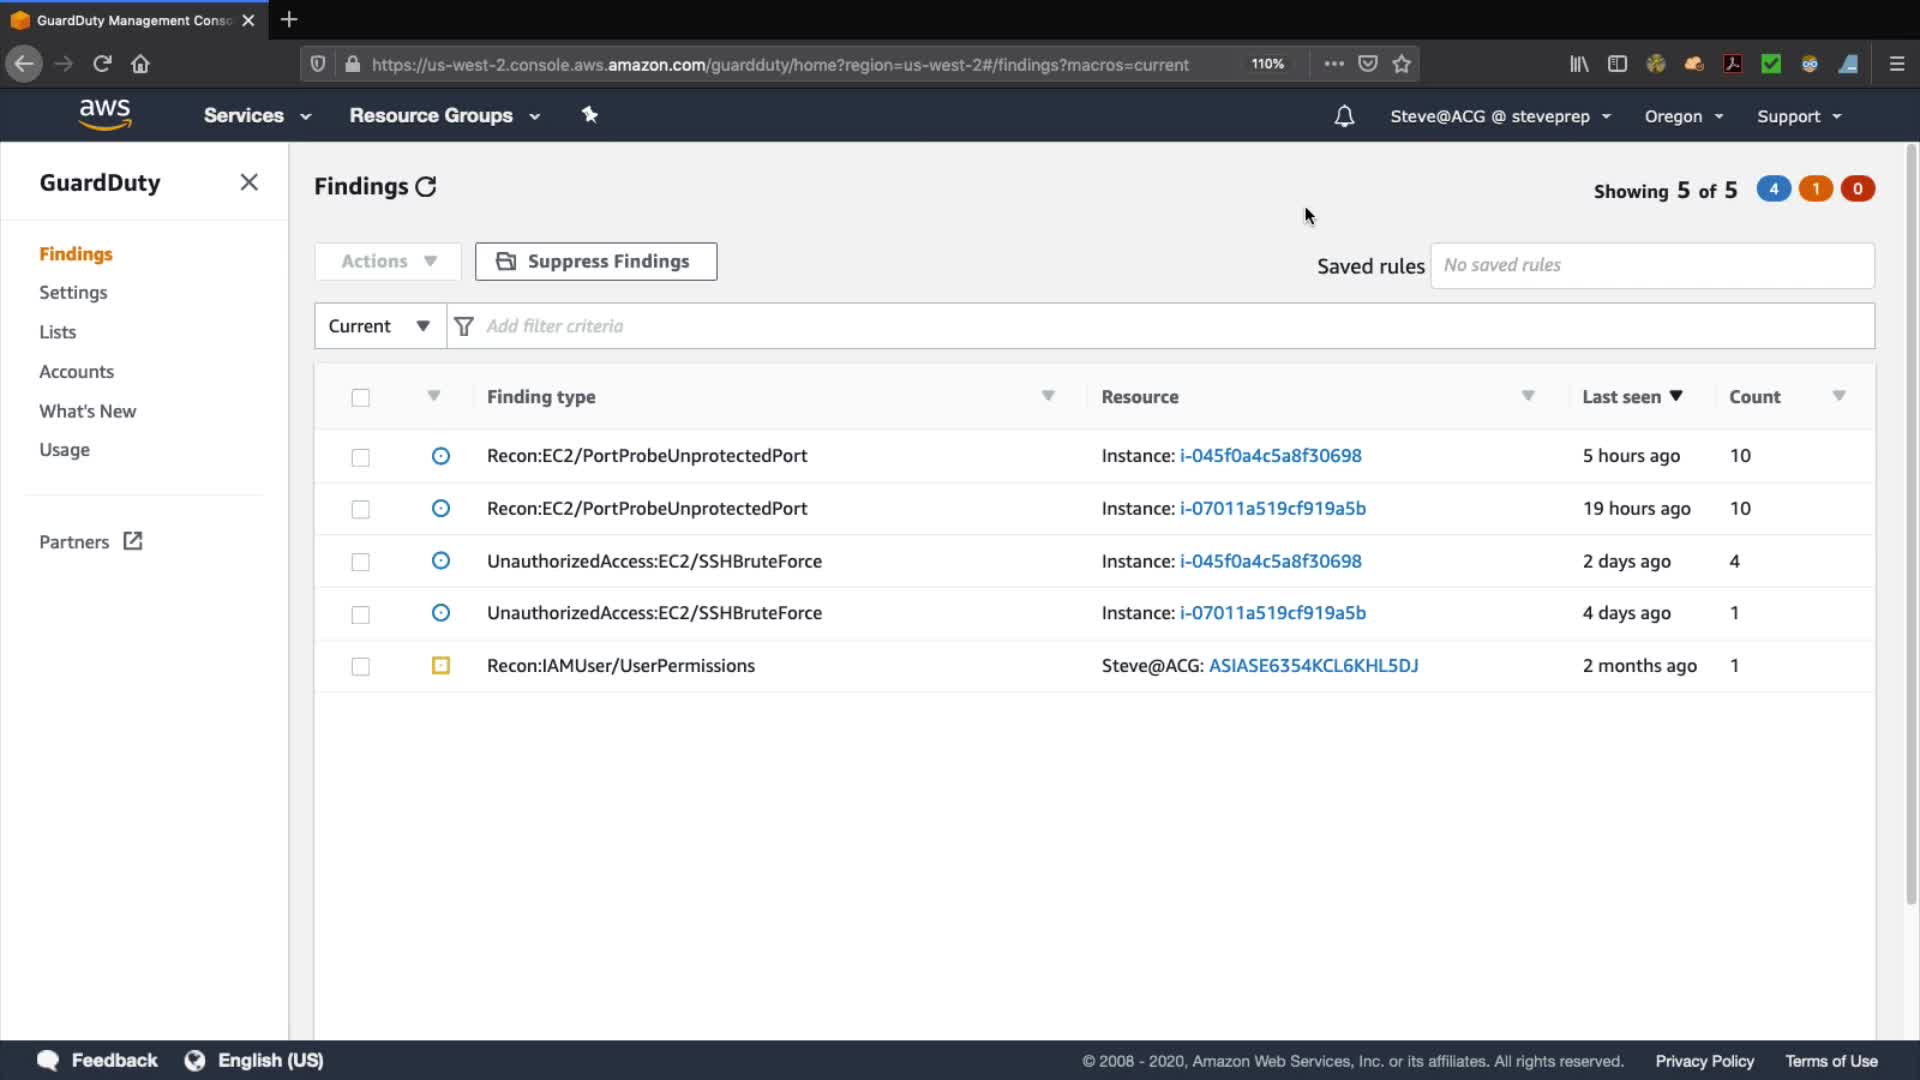 GuardDuty Management Conso
https://us-west-2.console.aws.amazon.com/guardduty/home?region=us-west-2#/findings?macros=current
110%
aws
Services
Resource Groups
Steve@ACG @ steveprep
Oregon
Support
GuardDuty
Findings
Settings
Lists
Accounts
What's New
Usage
Partners
Findings
Showing 5 of 5
4
1
0
Actions
Suppress Findings
Saved rules
No saved rules
Current
Add filter criteria
Finding type Resource Last seen Count
Recon:EC2/PortProbeUnprotectedPort Instance: i-045f0a4c5a8f30698 5 hours ago 10
Recon:EC2/PortProbeUnprotectedPort Instance: i-07011a519cf919a5b 19 hours ago 10
UnauthorizedAccess:EC2/SSHBruteForce Instance: i-045f0a4c5a8f30698 2 days ago 4
UnauthorizedAccess:EC2/SSHBruteForce Instance: i-07011a519cf919a5b 4 days ago 1
Recon:IAMUser/UserPermissions Steve@ACG: ASIASE6354KCL6KHL5DJ 2 months ago 1
Feedback
English (US)
© 2008 - 2020, Amazon Web Services, Inc. or its affiliates. All rights reserved.
Privacy Policy
Terms of Use